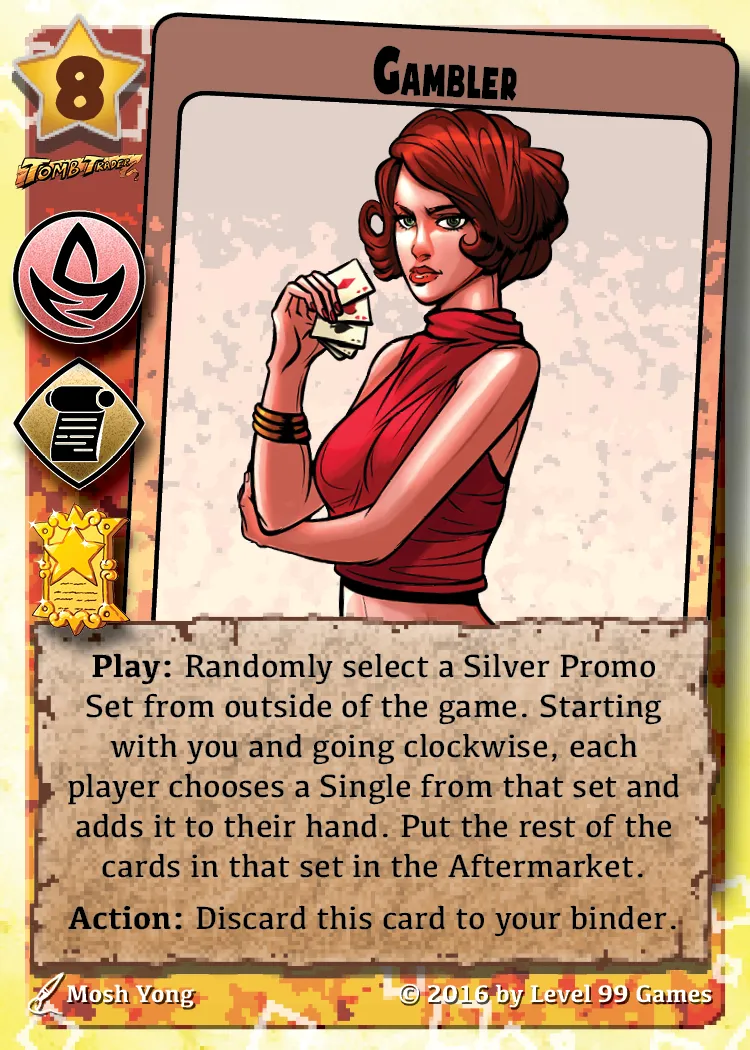 8
GAMBLER
TOMB TRADER
Play: Randomly select a Silver Promo
Set from outside of the game. Starting
with you and going clockwise, each
player chooses a Single from that set and
adds it to their hand. Put the rest of the
cards in that set in the Aftermarket.
Action: Discard this card to your binder.
Mosh Yong
© 2016 by Level 99 Games